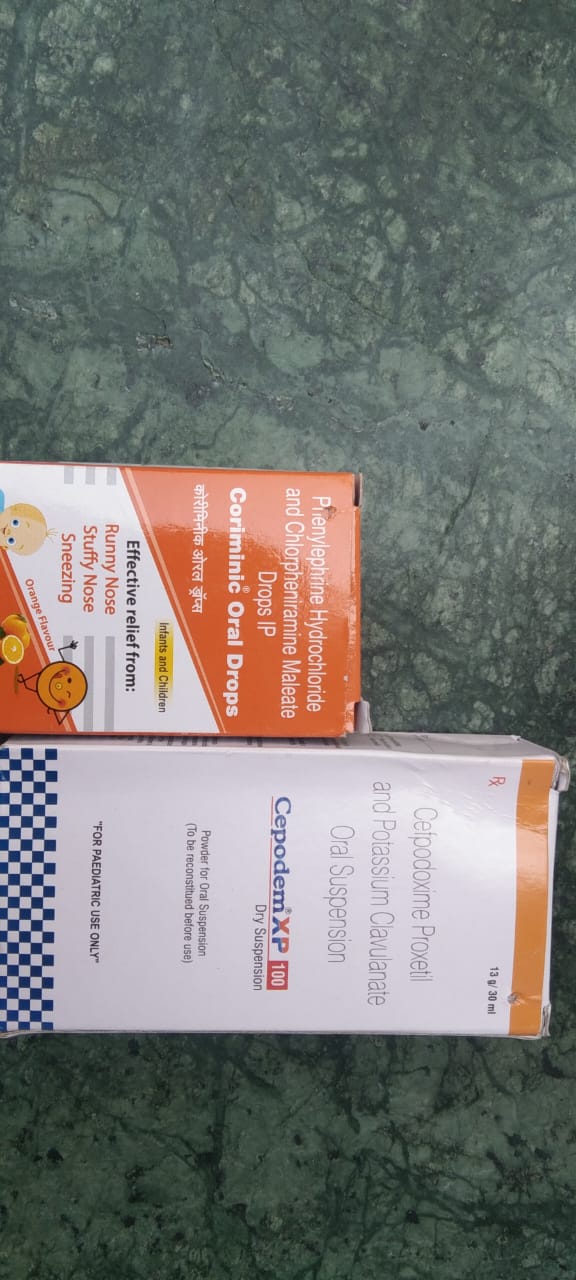 Phenylephrine Hydrochloride
and Chlorpheniramine Maleate
Drops IP
Coriminic® Oral Drops
कोरीमिनीक ओरल ड्रॉप्स
Infants and Children
Effective relief from:
Runny Nose
Stuffy Nose
Sneezing
Orange Flavour
Rx
13 g/ 30 ml
Cefpodoxime Proxetil
and Potassium Clavulanate
Oral Suspension
Cepodem® XP 100
Dry Suspension
Powder for Oral Suspension
(To be reconstitued before use)
"FOR PAEDIATRIC USE ONLY"